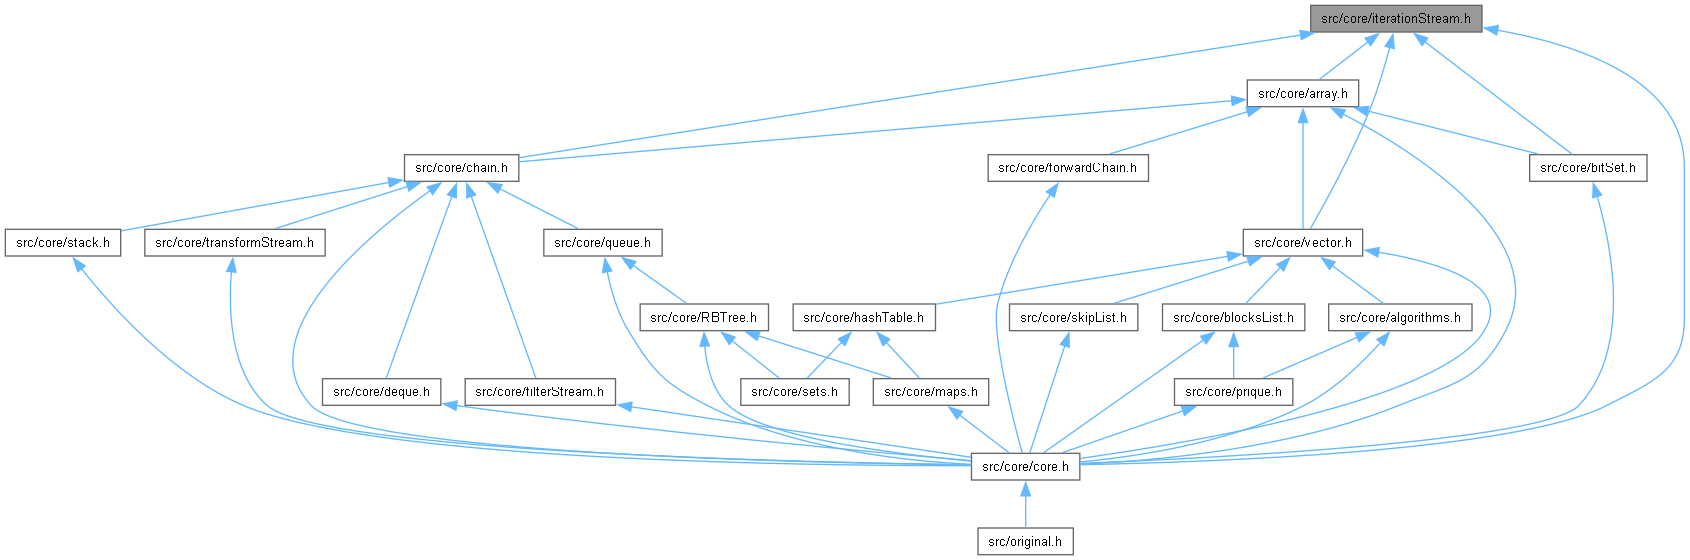 src/core/iterationStream.h
src/core/array.h
src/core/chain.h
src/core/forwardChain.h
src/core/bitSet.h
src/core/stack.h
src/core/transformStream.h
src/core/queue.h
src/core/vector.h
src/core/RBTree.h
src/core/hashTable.h
src/core/skipList.h
src/core/blocksList.h
src/core/algorithms.h
src/core/deque.h
src/core/filterStream.h
src/core/sets.h
src/core/maps.h
src/core/prique.h
src/core/core.h
src/original.h